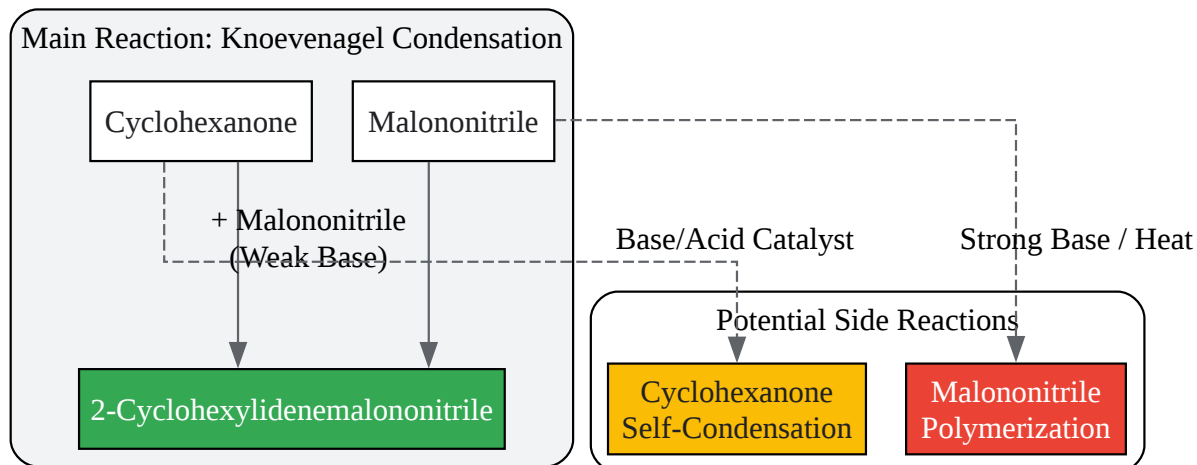 Main Reaction: Knoevenagel Condensation
Cyclohexanone
Malononitrile
+ Malononitrile
(Weak Base)
Base/Acid Catalyst
Strong Base / Heat
Potential Side Reactions
2-Cyclohexylidenemalononitrile
Cyclohexanone
Self-Condensation
Malononitrile
Polymerization